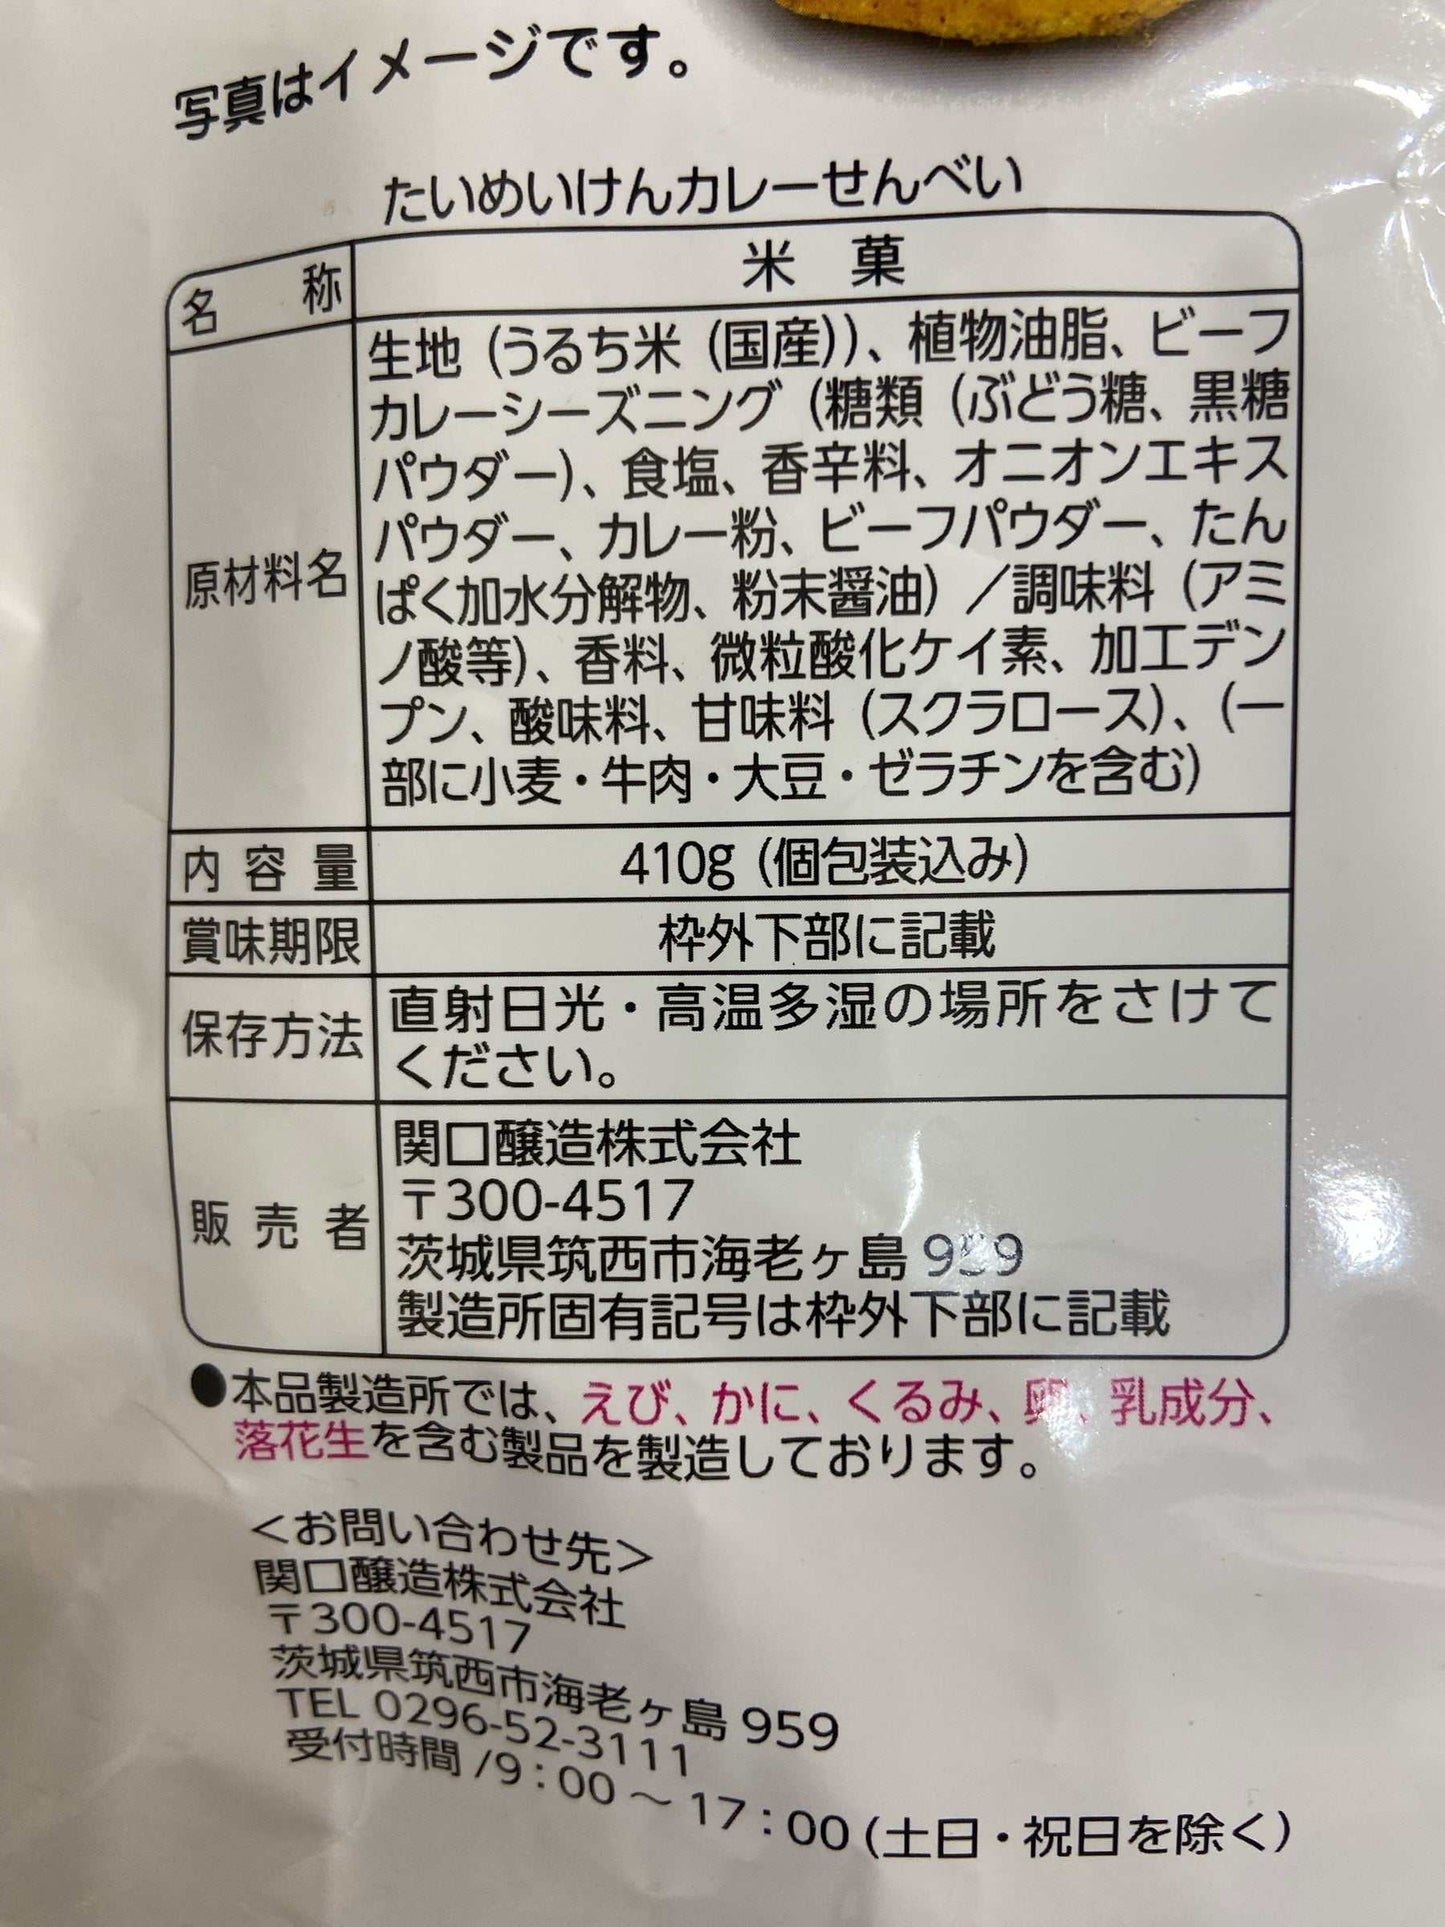 写真はイメージです。
たいめいけんカレーせんべい
名称 米菓
原材料名
生地（うるち米（国産））、植物油脂、ビーフ
カレーシーズニング（糖類（ぶどう糖、黒糖
パウダー）、食塩、香辛料、オニオンエキス
パウダー、カレー粉、ビーフパウダー、たん
ぱく加水分解物、粉末醤油）／調味料（アミ
ノ酸等）、香料、微粒酸化ケイ素、加工デン
プン、酸味料、甘味料（スクラロース）、（一
部に小麦・牛肉・大豆・ゼラチンを含む）
内容量 410g（個包装込み）
賞味期限 枠外下部に記載
保存方法
直射日光・高温多湿の場所をさけて
ください。
販売者
関口醸造株式会社
〒300-4517
茨城県筑西市海老ヶ島 959
製造所固有記号は枠外下部に記載
●本品製造所では、えび、かに、くるみ、卵、乳成分、
落花生を含む製品を製造しております。
＜お問い合わせ先＞
関口醸造株式会社
〒300-4517
茨城県筑西市海老ヶ島 959
TEL 0296-52-3111
受付時間 /9：00 ～ 17：00 (土日・祝日を除く)